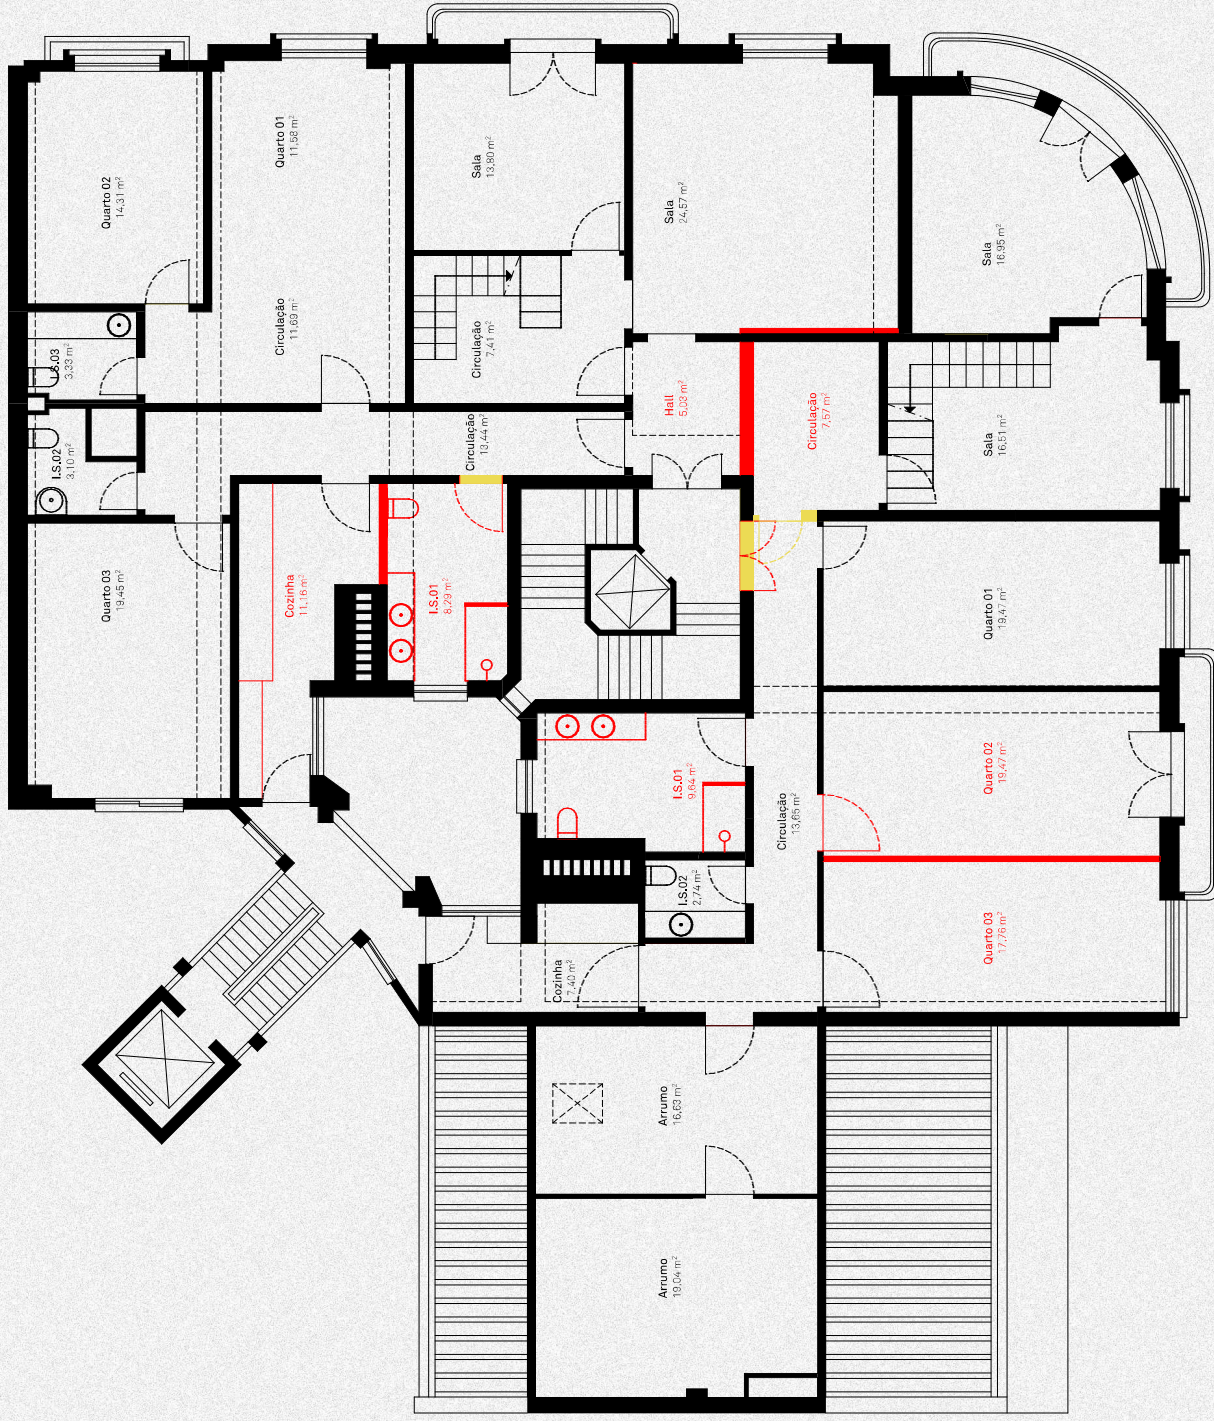 Quarto 02
14,31 m²
Quarto 01
11,58 m²
Sala
13,80 m²
Sala
24,57 m²
Sala
16,95 m²
Circulação
11,69 m²
Circulação
7,41 m²
I.S.03
3,33 m²
Hall
5,03 m²
Circulação
7,57 m²
Sala
16,51 m²
Circulação
13,44 m²
I.S.02
3,10 m²
Quarto 03
19,45 m²
Cozinha
11,16 m²
I.S.01
8,29 m²
Quarto 01
19,47 m²
I.S.01
9,64 m²
Quarto 02
19,47 m²
Circulação
13,65 m²
I.S.02
2,74 m²
Quarto 03
17,76 m²
Cozinha
7,40 m²
Arrumo
16,63 m²
Arrumo
19,04 m²